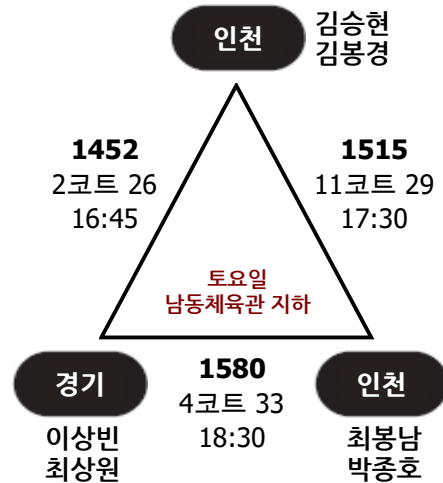 인천
김승현
김봉경
1452
2코트 26
16:45
1515
11코트 29
17:30
토요일
남동체육관 지하
경기
이상빈
최상원
1580
4코트 33
18:30
인천
최봉남
박종호